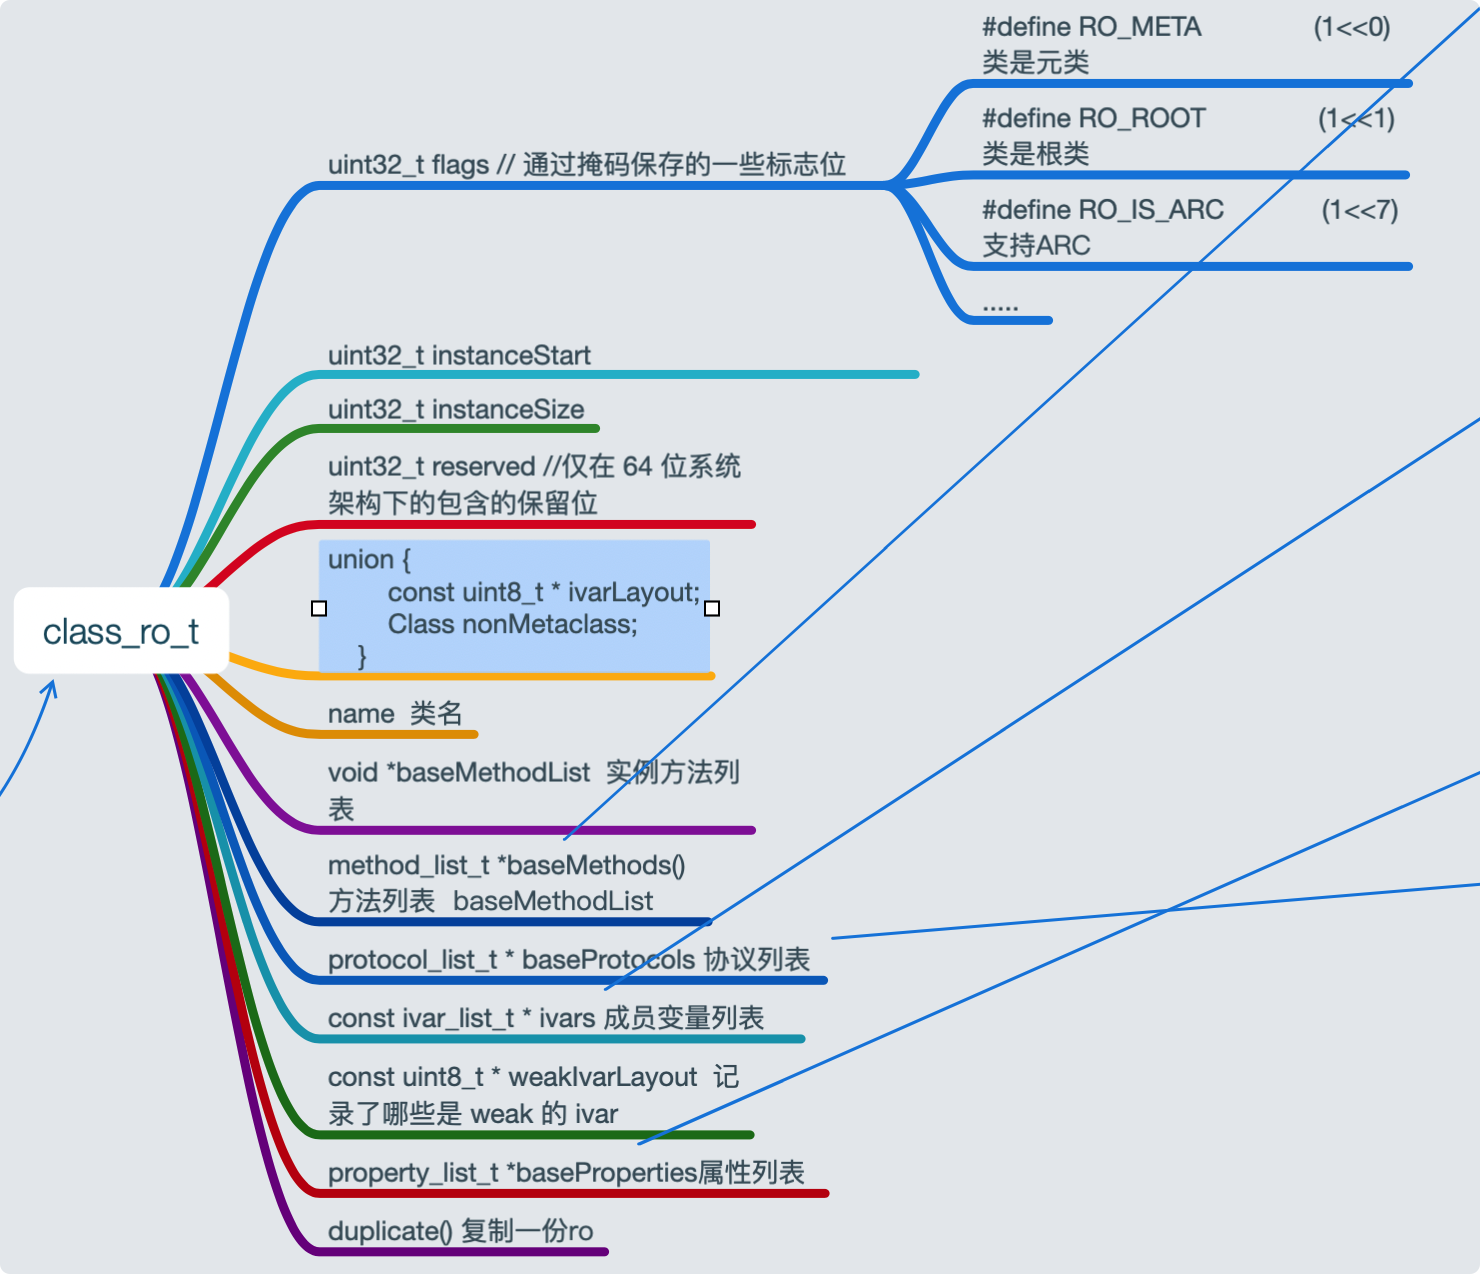 #define RO_META (1<<0)
类是元类
#define RO_ROOT (1<<1)
类是根类
uint32_t flags // 通过掩码保存的一些标志位
#define RO_IS_ARC (1<<7)
支持ARC
.....
uint32_t instanceStart
uint32_t instanceSize
uint32_t reserved //仅在 64 位系统
架构下的包含的保留位
union {
const uint8_t * ivarLayout;
Class nonMetaclass;
}
class_ro_t
name 类名
void *baseMethodList 实例方法列
表
method_list_t *baseMethods()
方法列表 baseMethodList
protocol_list_t * baseProtocols 协议列表
const ivar_list_t * ivars 成员变量列表
const uint8_t * weakIvarLayout 记
录了哪些是 weak 的 ivar
property_list_t *baseProperties属性列表
duplicate() 复制一份ro